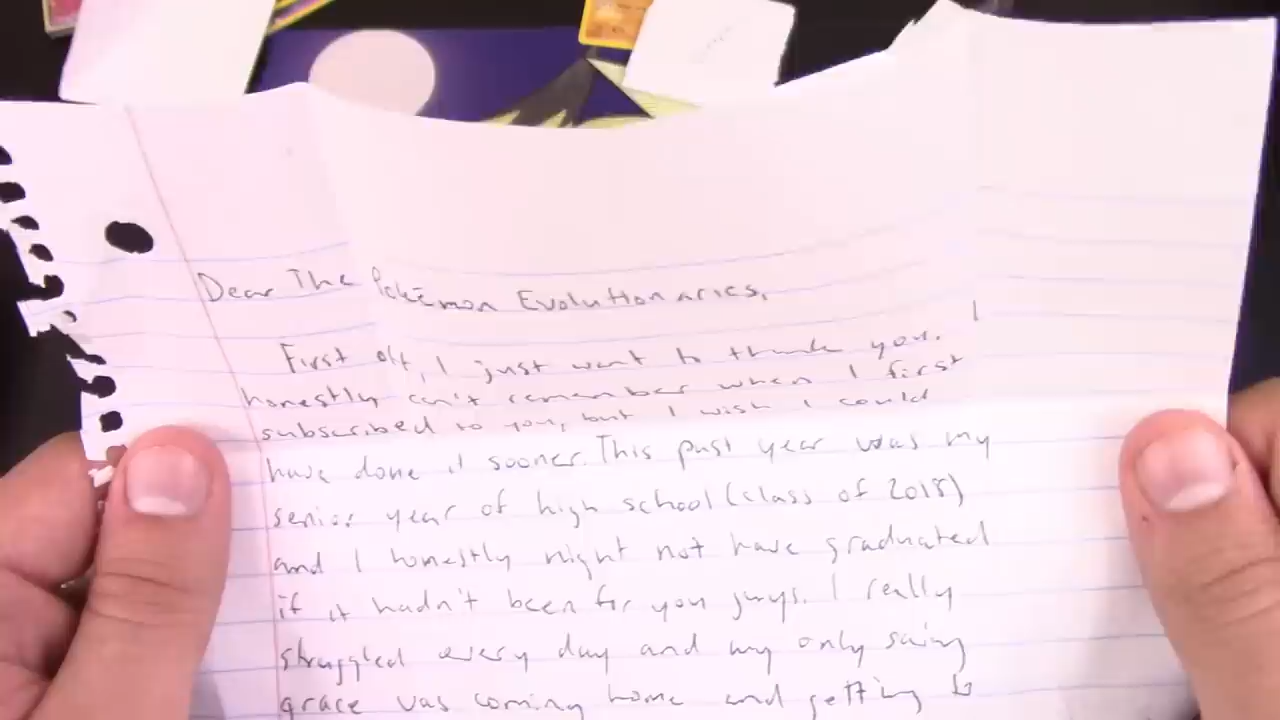 Dear The Pokémon Evolutionaries,
First off, I just want to thank you. I
honestly can't remember when I first
subscribed to you, but I wish I could
have done it sooner. This past year was my
senior year of high school (class of 2018)
and I honestly might not have graduated
if it hadn't been for you guys. I really
struggled every day and my only saving
grace was coming home and getting to